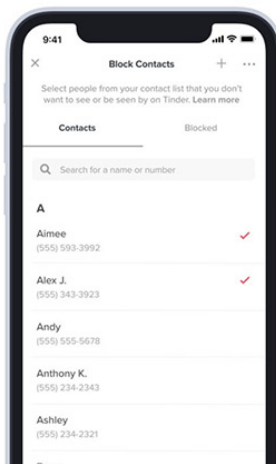 9:41
Block Contacts
Select people from your contact list that you don't
want to see or be seen by on Tinder. Learn more
Contacts Blocked
Search for a name or number
A
Aimee
(555) 593-3992
Alex J.
(555) 343-3923
Andy
(555) 555-5678
Anthony K.
(555) 234-2343
Ashley
(555) 234-2321